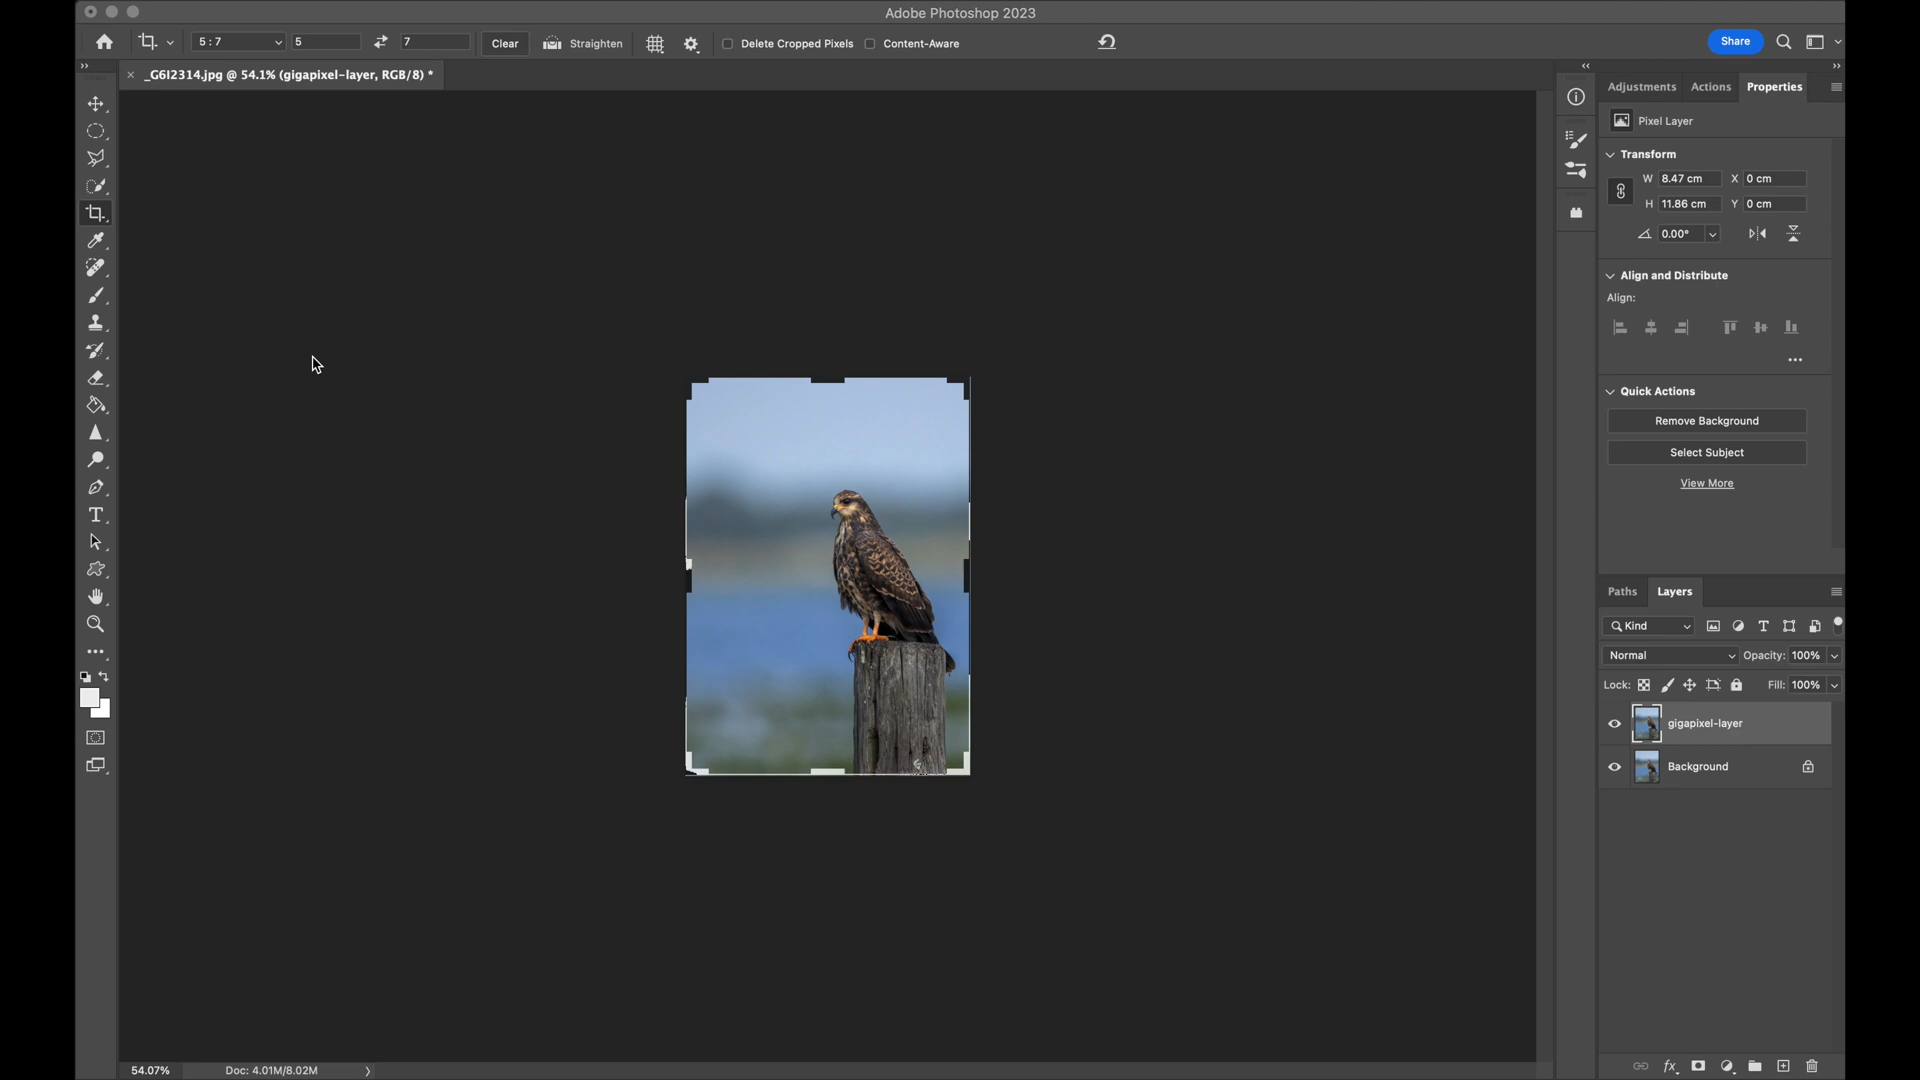 Adobe Photoshop 2023
5 : 7
5
7
Clear
Straighten
Delete Cropped Pixels
Content-Aware
Share
_G6I2314.jpg @ 54.1% (gigapixel-layer, RGB/8) *
Adjustments
Actions
Properties
Pixel Layer
Transform
W 8.47 cm X 0 cm
H 11.86 cm Y 0 cm
0.00°
Align and Distribute
Align:
Quick Actions
Remove Background
Select Subject
View More
Paths
Layers
Kind
Normal
Opacity: 100%
Lock:
Fill: 100%
gigapixel-layer
Background
54.07%
Doc: 4.01M/8.02M